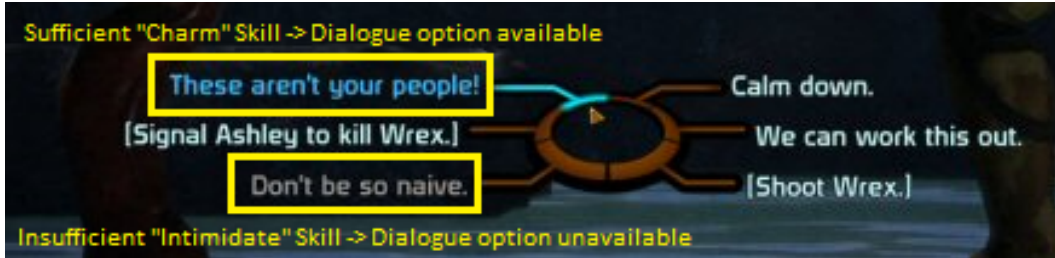 Sufficient "Charm" Skill -> Dialogue option available
These aren't your people!
Calm down.
[Signal Ashley to kill Wrex.]
We can work this out.
Don't be so naive.
[Shoot Wrex.]
Insufficient "Intimidate" Skill -> Dialogue option unavailable